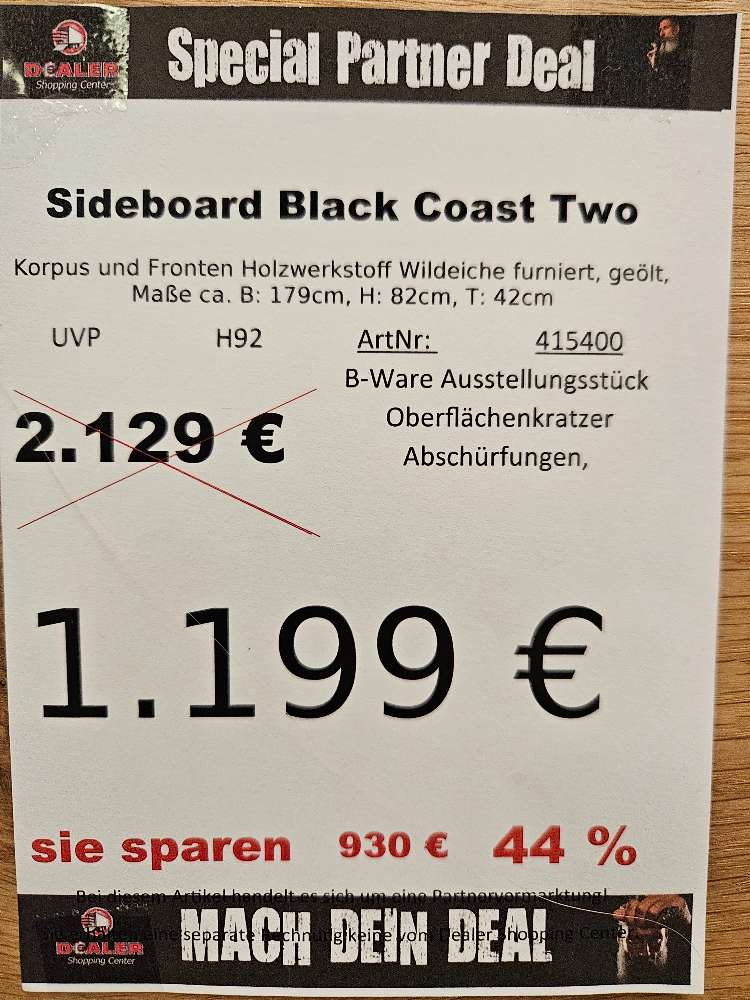 DEALER
Shopping Center
Special Partner Deal
Sideboard Black Coast Two
Korpus und Fronten Holzwerkstoff Wildeiche furniert, geölt,
Maße ca. B: 179cm, H: 82cm, T: 42cm
UVP H92 ArtNr: 415400
B-Ware Ausstellungsstück
2.129 € Oberflächenkratzer
Abschürfungen,
1.199 €
sie sparen 930 € 44 %
Bei diesem Artikel handelt es sich um eine Partnervermarktung!
eine separate Rechnung keine vom Dealer Shopping Center
DEALER
Shopping Center
MACH DEIN DEAL